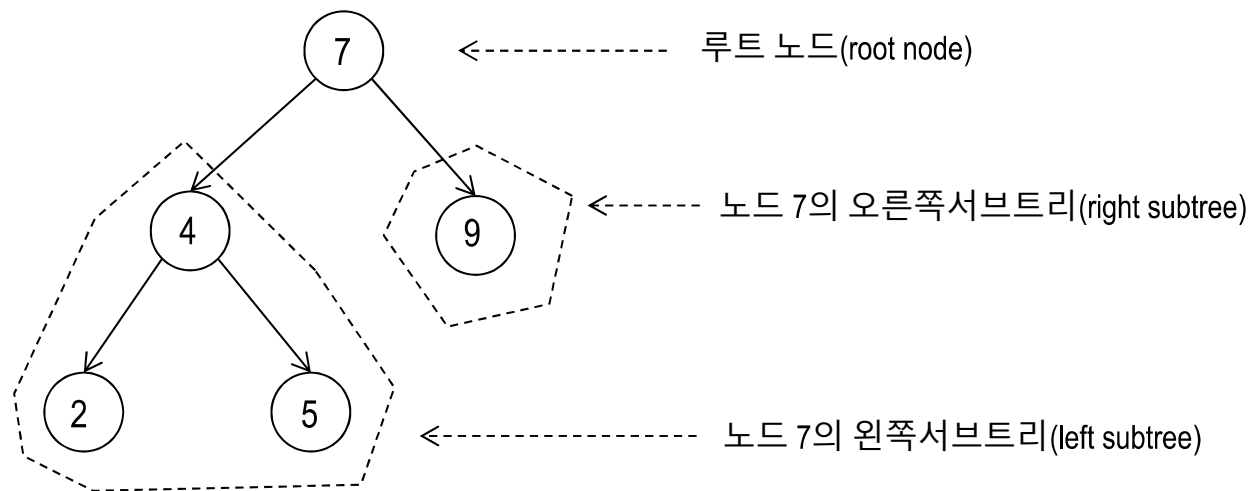 7
루트 노드(root node)
4
9
노드 7의 오른쪽서브트리(right subtree)
2
5
노드 7의 왼쪽서브트리(left subtree)